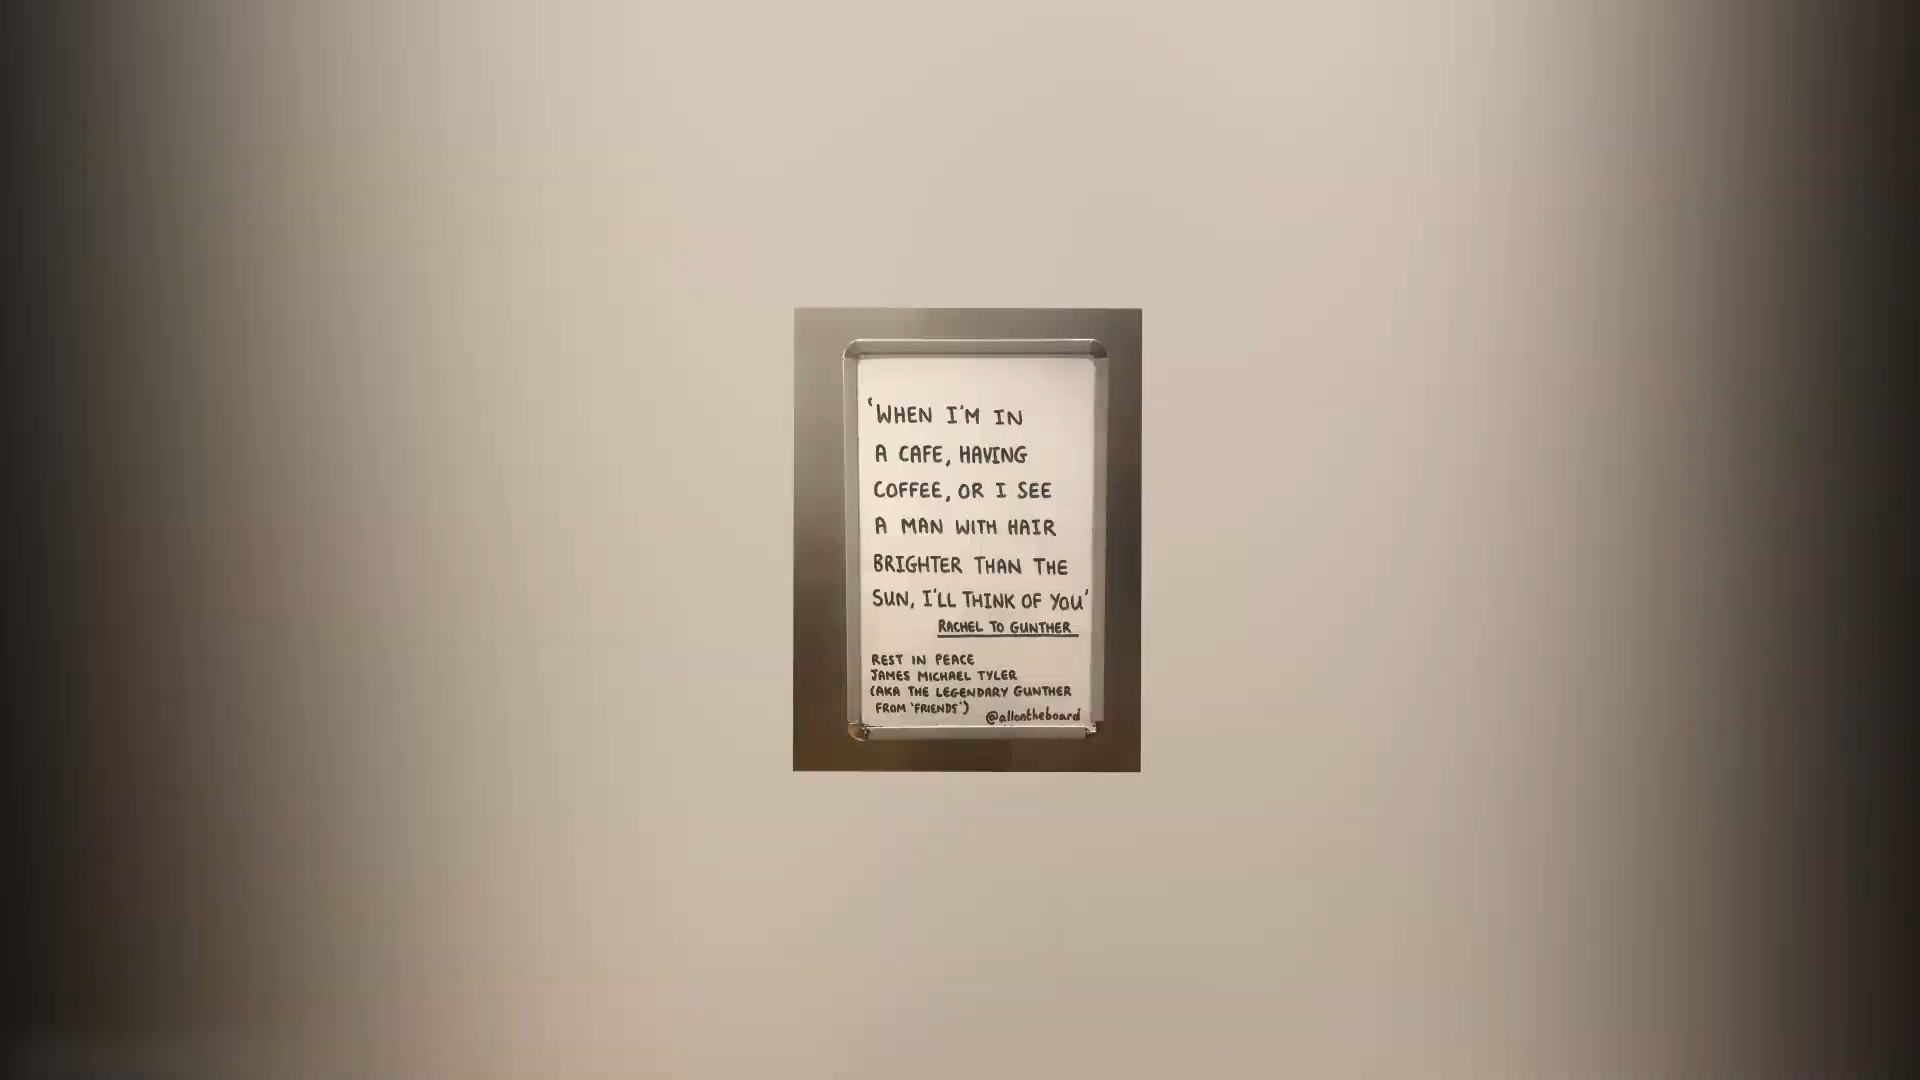 'WHEN I'M IN
A CAFE, HAVING
COFFEE, OR I SEE
A MAN WITH HAIR
BRIGHTER THAN THE
SUN, I'LL THINK OF YOU'
RACHEL TO GUNTHER
REST IN PEACE
JAMES MICHAEL TYLER
(AKA THE LEGENDARY GUNTHER
FROM 'FRIENDS')
@allontheboard